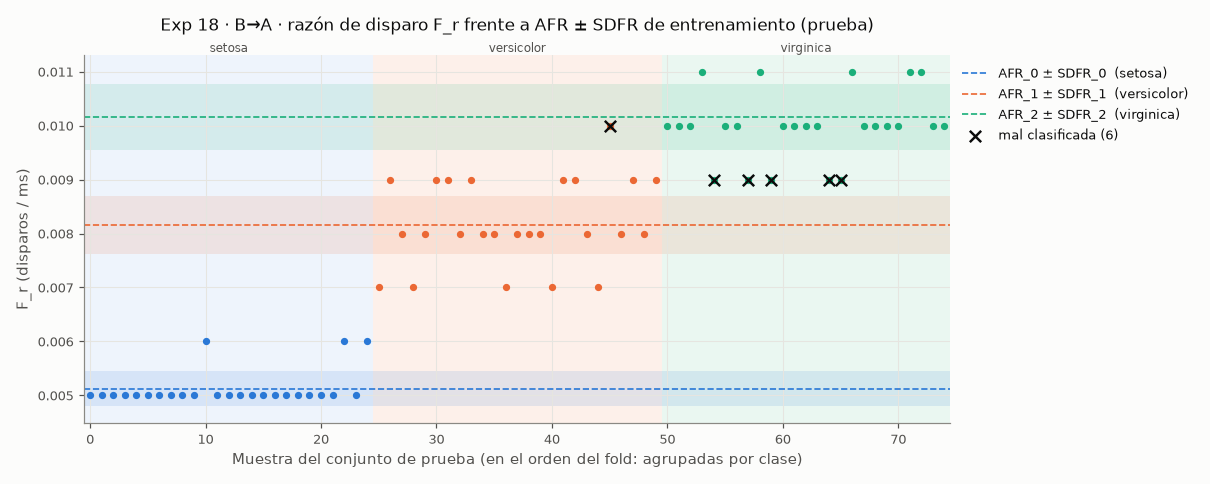 Exp 18 · B→A · razón de disparo F_r frente a AFR ± SDFR de entrenamiento (prueba)
setosa
versicolor
virginica
F_r (disparos / ms)
0.011
0.010
0.009
0.008
0.007
0.006
0.005
0
10
20
30
40
50
60
70
Muestra del conjunto de prueba (en el orden del fold: agrupadas por clase)
AFR_0 ± SDFR_0 (setosa)
AFR_1 ± SDFR_1 (versicolor)
AFR_2 ± SDFR_2 (virginica)
mal clasificada (6)